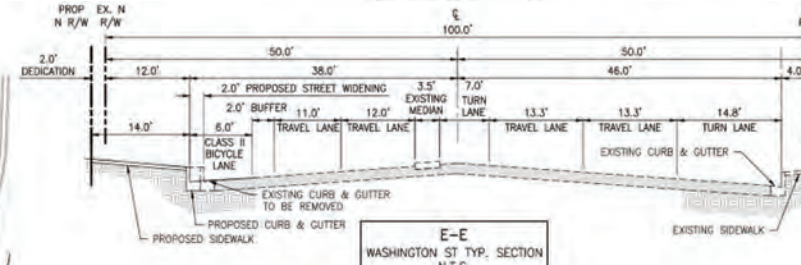 PROP EX. N
N R/W R/W
℄
100.0'
50.0' 50.0'
2.0'
DEDICATION
12.0' 38.0' 46.0' 4.0
2.0' PROPOSED STREET WIDENING
3.5'
EXISTING
MEDIAN
7.0'
TURN
LANE
2.0' BUFFER
14.0' 6.0' 11.0' 12.0' 13.3' 13.3' 14.8'
TRAVEL LANE TRAVEL LANE TRAVEL LANE TRAVEL LANE TURN LANE
CLASS II
BICYCLE
LANE
EXISTING CURB & GUTTER
EXISTING CURB & GUTTER
TO BE REMOVED
PROPOSED CURB & GUTTER
PROPOSED SIDEWALK
EXISTING SIDEWALK
E-E
WASHINGTON ST TYP. SECTION
N.T.S.